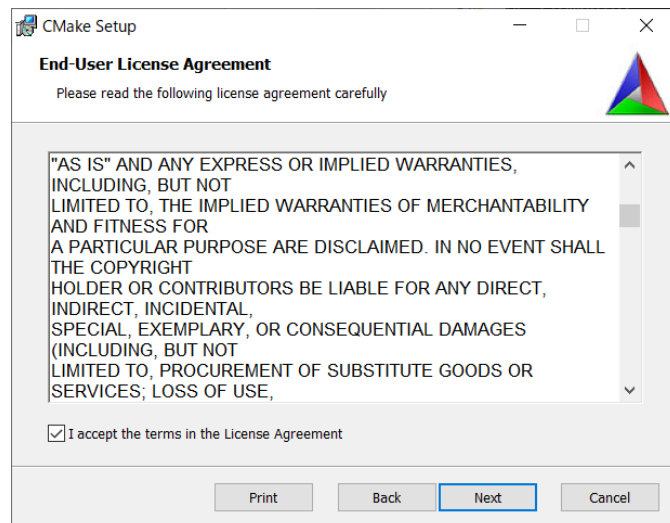 CMake Setup
End-User License Agreement
Please read the following license agreement carefully
"AS IS" AND ANY EXPRESS OR IMPLIED WARRANTIES,
INCLUDING, BUT NOT
LIMITED TO, THE IMPLIED WARRANTIES OF MERCHANTABILITY
AND FITNESS FOR
A PARTICULAR PURPOSE ARE DISCLAIMED. IN NO EVENT SHALL
THE COPYRIGHT
HOLDER OR CONTRIBUTORS BE LIABLE FOR ANY DIRECT,
INDIRECT, INCIDENTAL,
SPECIAL, EXEMPLARY, OR CONSEQUENTIAL DAMAGES
(INCLUDING, BUT NOT
LIMITED TO, PROCUREMENT OF SUBSTITUTE GOODS OR
SERVICES; LOSS OF USE,
I accept the terms in the License Agreement
Print Back Next Cancel